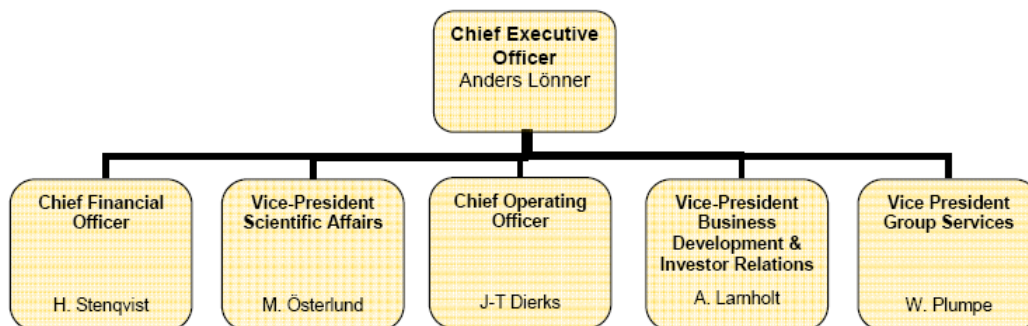 Chief Executive
Officer
Anders Lönner
Chief Financial
Officer
H. Stenqvist
Vice-President
Scientific Affairs
M. Österlund
Chief Operating
Officer
J-T Dierks
Vice-President
Business
Development &
Investor Relations
A. Larnholt
Vice President
Group Services
W. Plumpe